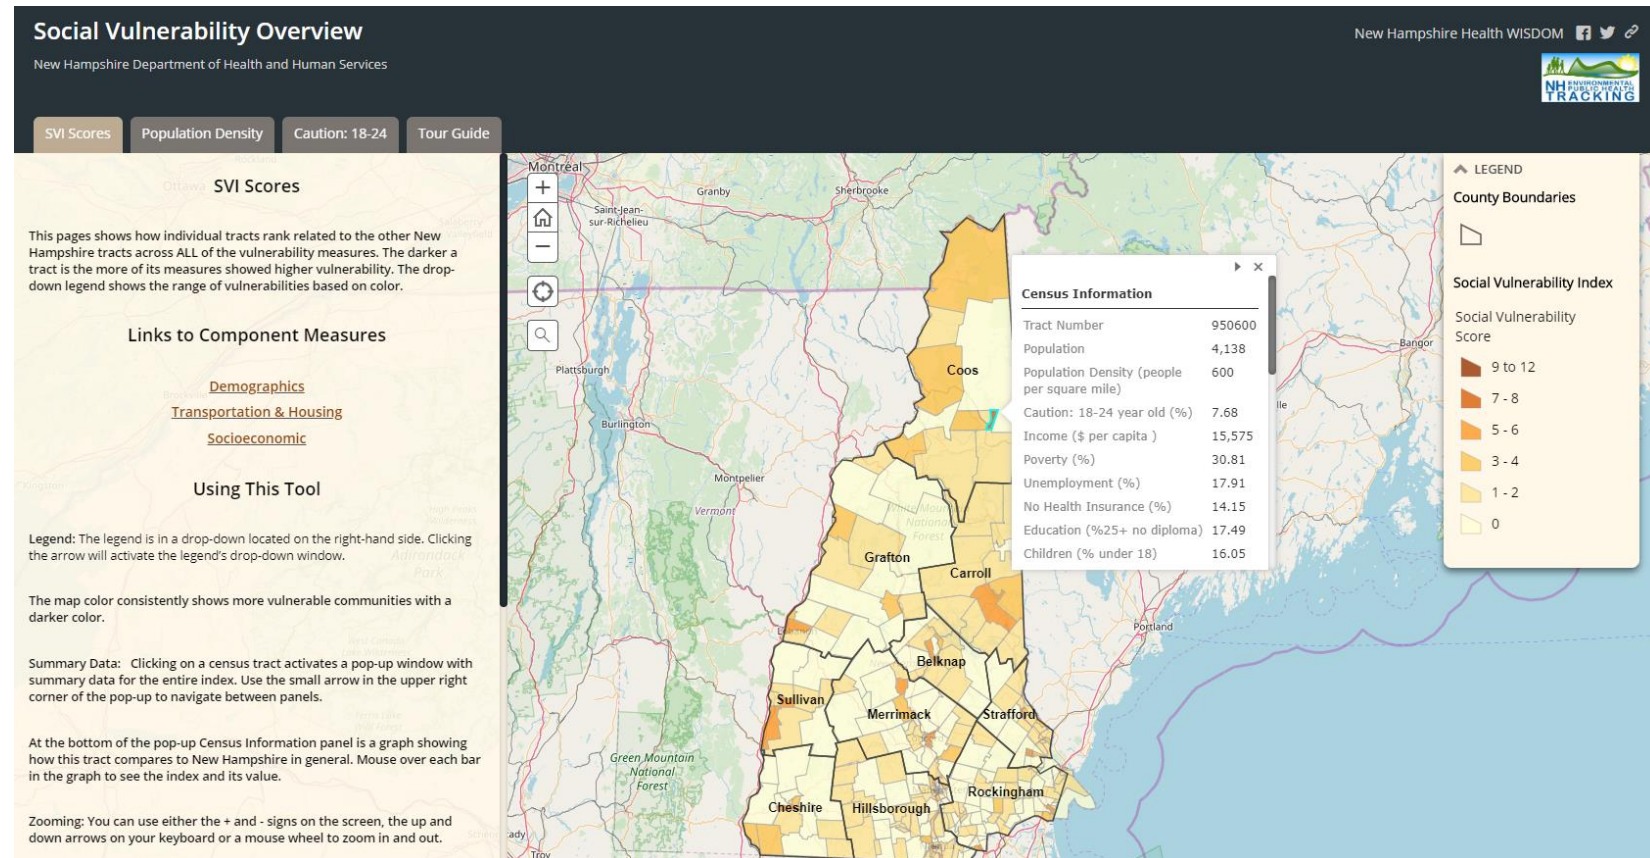 Social Vulnerability Overview
New Hampshire Department of Health and Human Services
New Hampshire Health WISDOM
NH ENVIRONMENTAL
PUBLIC HEALTH
TRACKING
SVI Scores
Population Density
Caution: 18-24
Tour Guide
SVI Scores
This pages shows how individual tracts rank related to the other New
Hampshire tracts across ALL of the vulnerability measures. The darker a
tract is the more of its measures showed higher vulnerability. The drop-
down legend shows the range of vulnerabilities based on color.
Links to Component Measures
Demographics
Transportation & Housing
Socioeconomic
Using This Tool
Legend: The legend is in a drop-down located on the right-hand side. Clicking
the arrow will activate the legend's drop-down window.
The map color consistently shows more vulnerable communities with a
darker color.
Summary Data: Clicking on a census tract activates a pop-up window with
summary data for the entire index. Use the small arrow in the upper right
corner of the pop-up to navigate between panels.
At the bottom of the pop-up Census Information panel is a graph showing
how this tract compares to New Hampshire in general. Mouse over each bar
in the graph to see the index and its value.
Zooming: You can use either the + and - signs on the screen, the up and
down arrows on your keyboard or a mouse wheel to zoom in and out.
Ottawa
Adirondack
Park
Montréal
Granby
Sherbrooke
Saint-Jean-
sur-Richelieu
Plattsburgh
Burlington
Montpelier
Vermont
Green Mountain
National
Forest
Troy
Bangor
Portland
White Mountain
National
Forest
Coos
Grafton
Carroll
Belknap
Sullivan
Merrimack
Strafford
Rockingham
Cheshire
Hillsborough
Census Information
Tract Number 950600
Population 4,138
Population Density (people
per square mile) 600
Caution: 18-24 year old (%) 7.68
Income ($ per capita ) 15,575
Poverty (%) 30.81
Unemployment (%) 17.91
No Health Insurance (%) 14.15
Education (%25+ no diploma) 17.49
Children (% under 18) 16.05
LEGEND
County Boundaries
Social Vulnerability Index
Social Vulnerability
Score
9 to 12
7 - 8
5 - 6
3 - 4
1 - 2
0